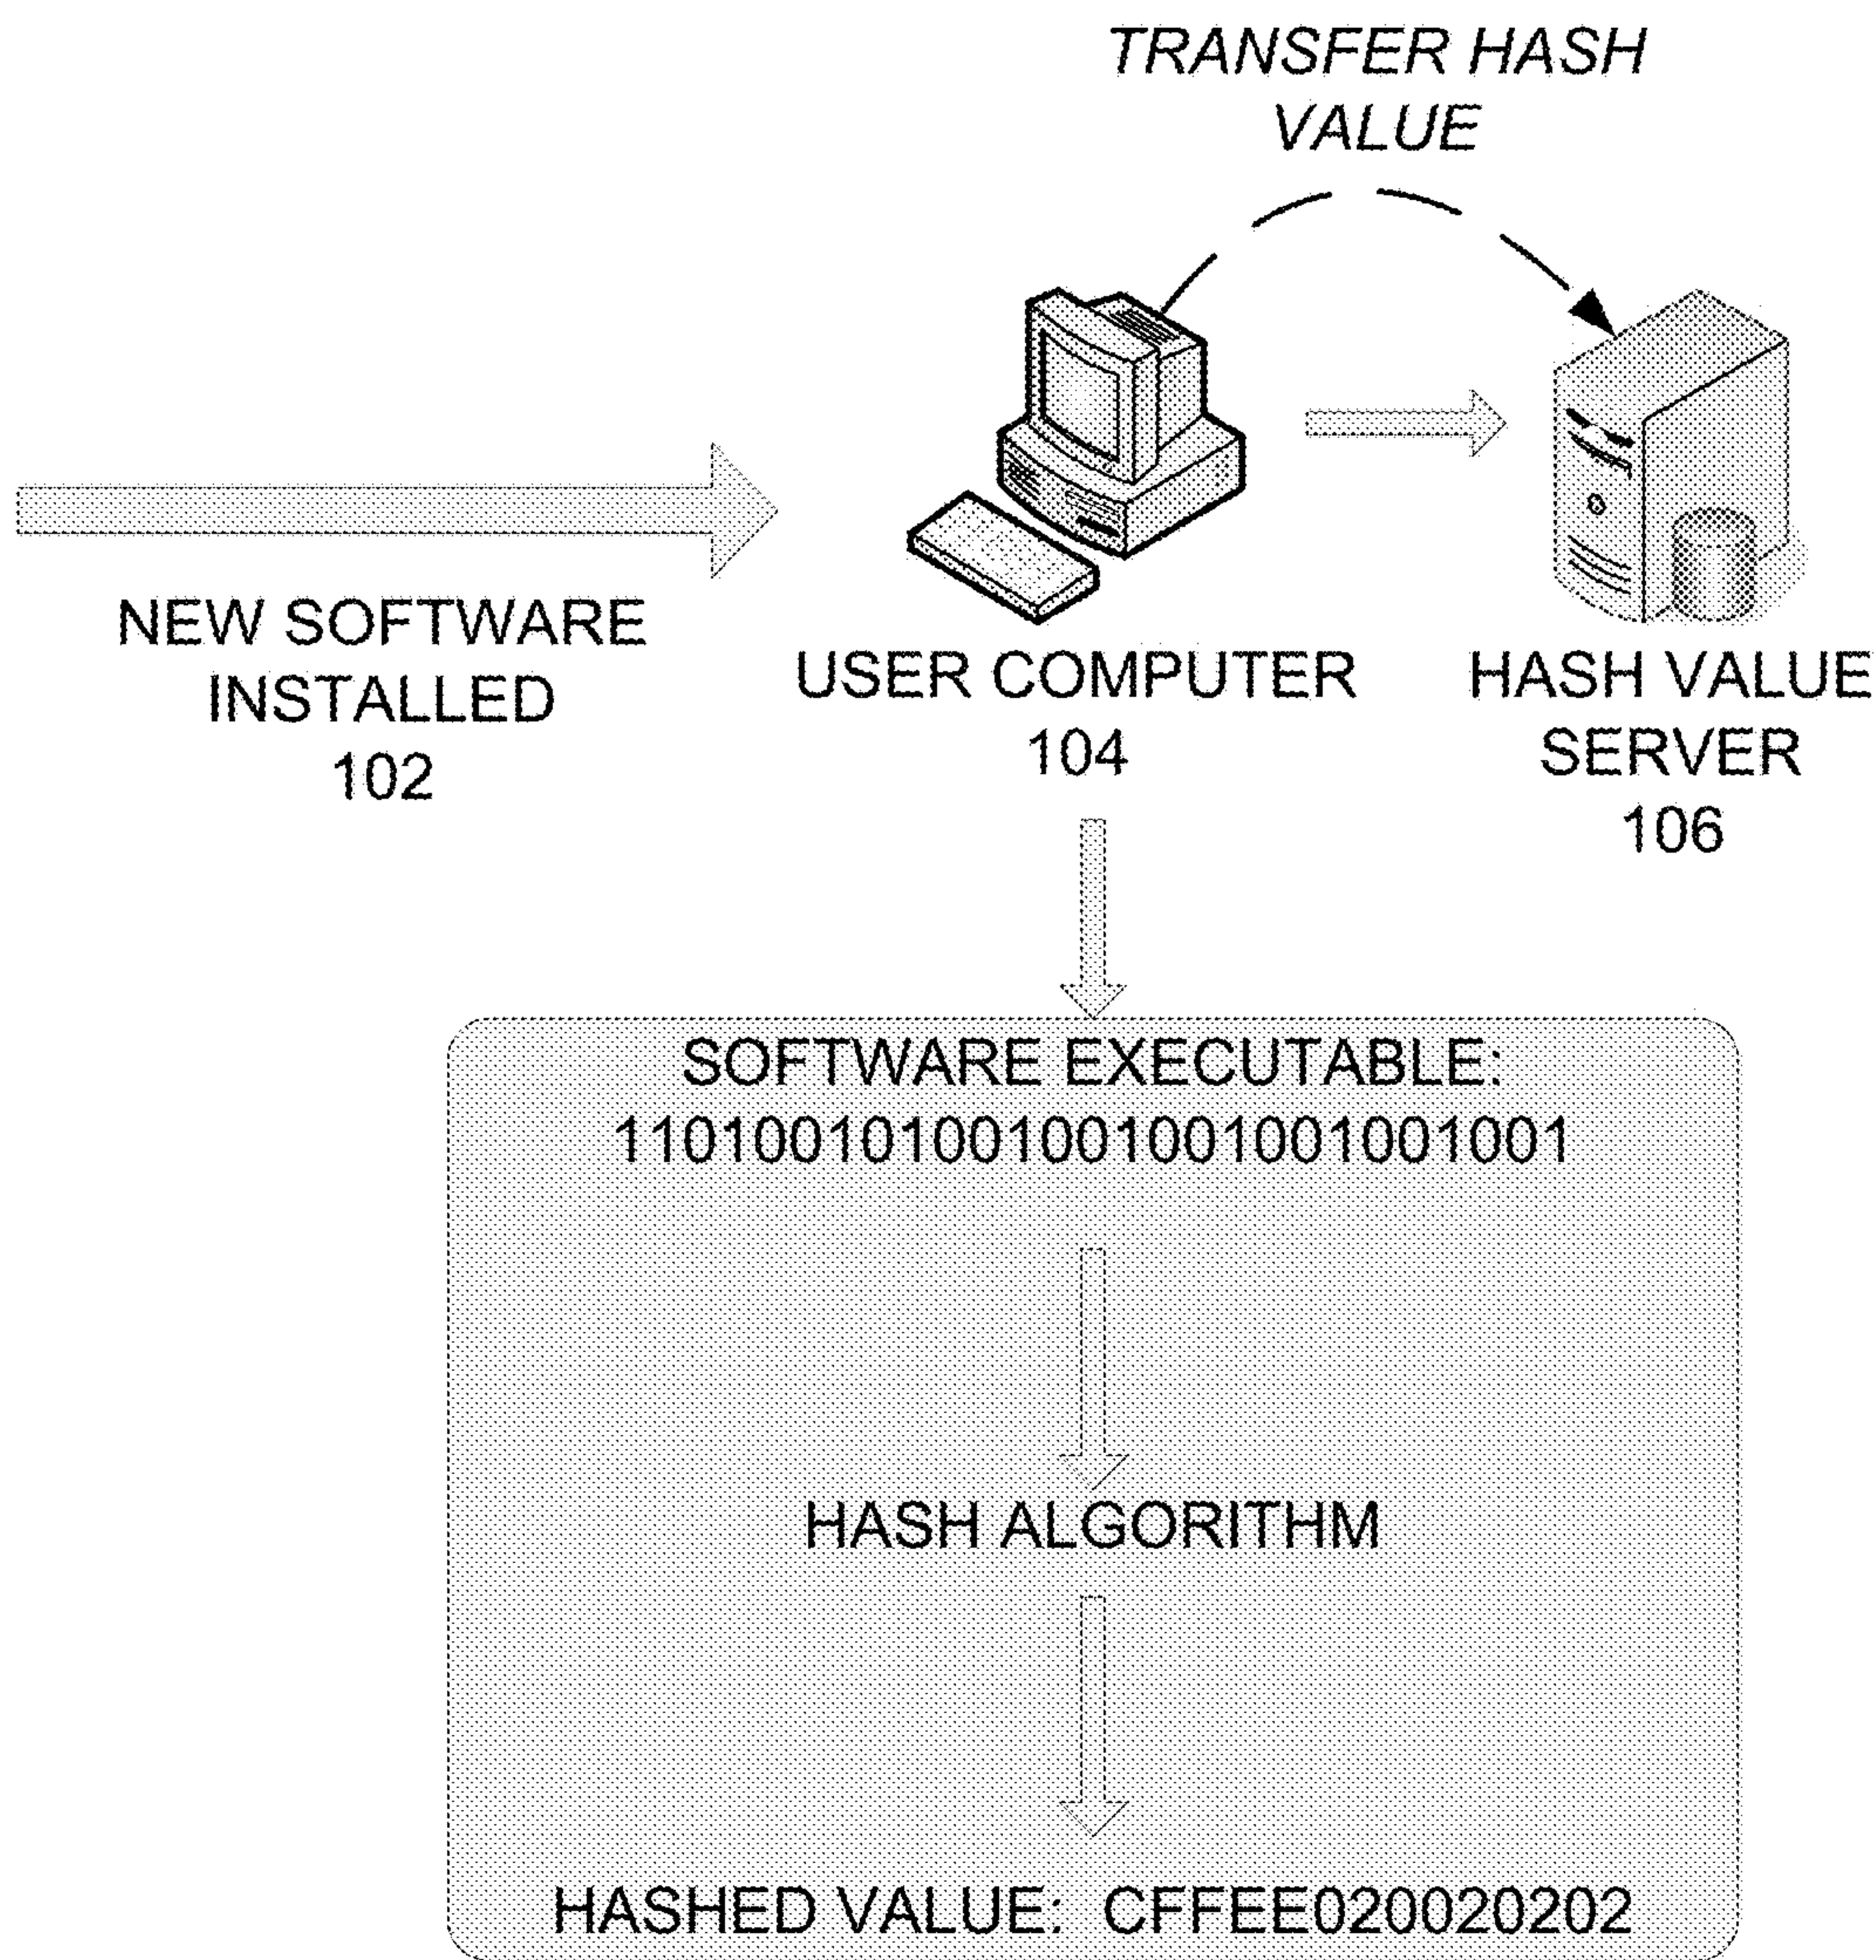 TRANSFER HASH
VALUE
NEW SOFTWARE
INSTALLED
102
USER COMPUTER
104
HASH VALUE
SERVER
106
SOFTWARE EXECUTABLE:
110100101001001001001001001
HASH ALGORITHM
HASHED VALUE: CFFEE020020202